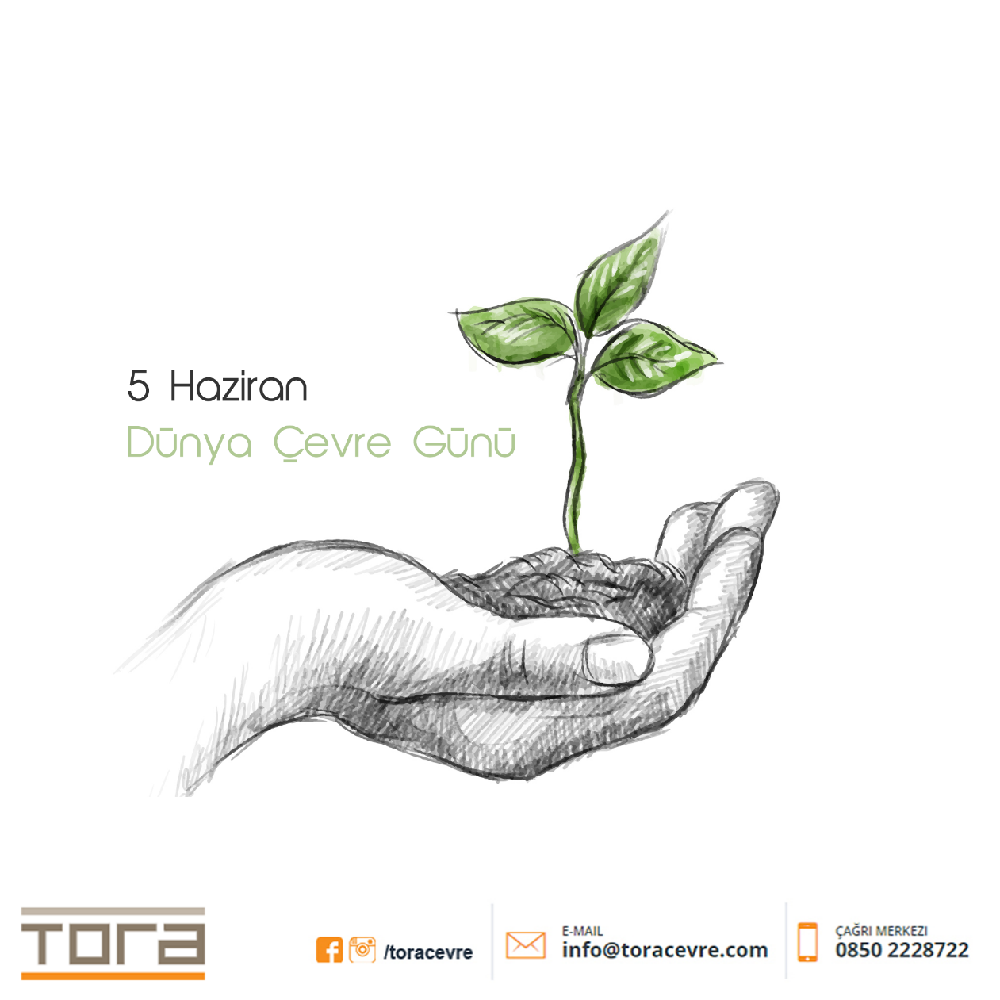 5 Haziran
Dünya Çevre Günü
TORA
/toracevre
E-MAIL
info@toracevre.com
ÇAĞRI MERKEZI
0850 2228722